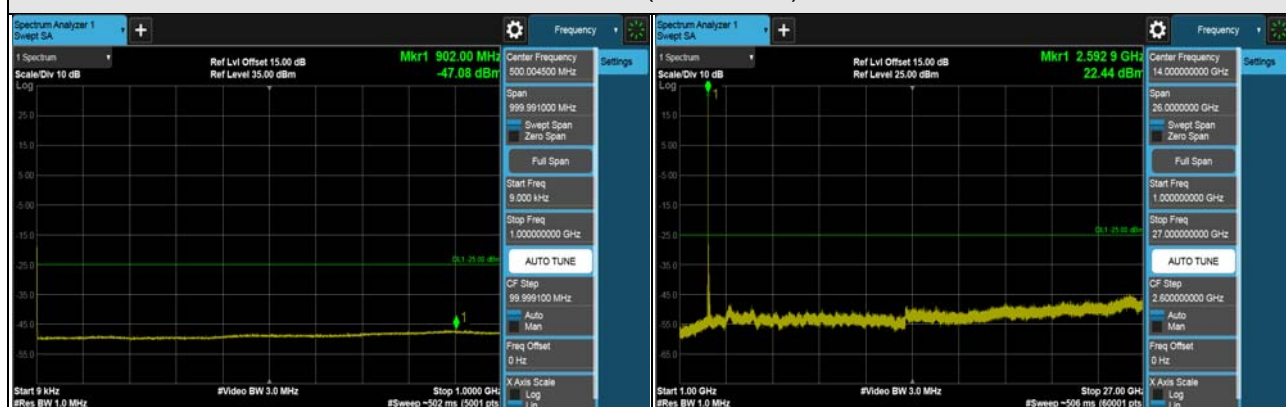 Spectrum Analyzer 1
Swept SA
Frequency
1 Spectrum
Scale/Div 10 dB
Log
Ref Lvl Offset 15.00 dB
Ref Level 35.00 dBm
Mkr1 902.00 MHz
-47.08 dBm
25.0
15.0
5.00
-5.00
-15.0
-25.0
-35.0
-45.0
-55.0
DL1 -25.00 dBm
1
Start 9 kHz
#Res BW 1.0 MHz
#Video BW 3.0 MHz
Stop 1.0000 GHz
#Sweep ~502 ms (5001 pts
Center Frequency
500.004500 MHz
Settings
Span
999.991000 MHz
Swept Span
Zero Span
Full Span
Start Freq
9.000 kHz
Stop Freq
1.000000000 GHz
AUTO TUNE
CF Step
99.999100 MHz
Auto
Man
Freq Offset
0 Hz
X Axis Scale
Log
Lin
Spectrum Analyzer 1
Swept SA
Frequency
1 Spectrum
Scale/Div 10 dB
Log
Ref Lvl Offset 15.00 dB
Ref Level 25.00 dBm
Mkr1 2.592 9 GHz
22.44 dBm
1
15.0
5.00
-5.00
-15.0
-25.0
-35.0
-45.0
-55.0
-65.0
DL1 -25.00 dBm
Start 1.00 GHz
#Res BW 1.0 MHz
#Video BW 3.0 MHz
Stop 27.00 GHz
#Sweep ~506 ms (60001 pts
Center Frequency
14.000000000 GHz
Settings
Span
26.0000000 GHz
Swept Span
Zero Span
Full Span
Start Freq
1.000000000 GHz
Stop Freq
27.000000000 GHz
AUTO TUNE
CF Step
2.600000000 GHz
Auto
Man
Freq Offset
0 Hz
X Axis Scale
Log
Lin